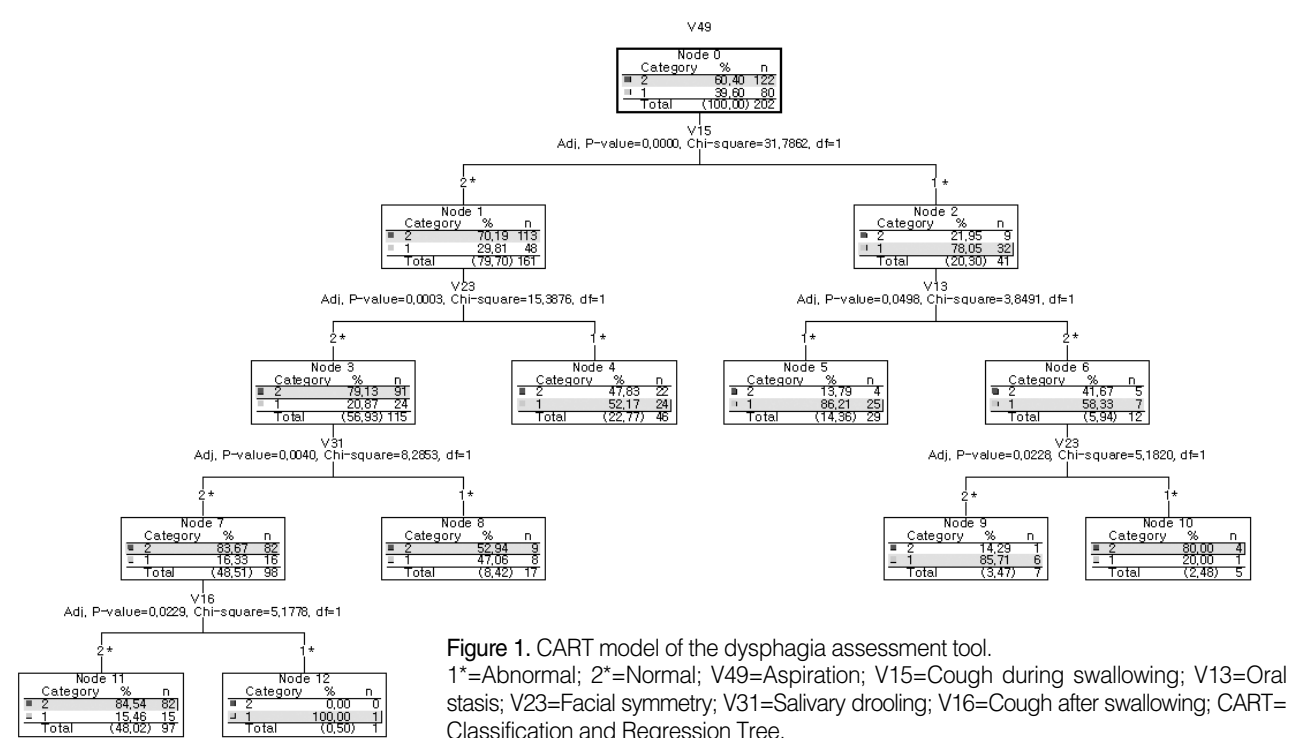 V49
Node 0
Category % n
2 60,40 122
1 39,60 80
Total (100,00) 202
V15
Adj, P-value=0,0000, Chi-square=31,7862, df=1
2*
1*
Node 1
Category % n
2 70,19 113
1 29,81 48
Total (79,70) 161
Node 2
Category % n
2 21,95 9
1 78,05 32
Total (20,30) 41
V23
Adj, P-value=0,0003, Chi-square=15,3876, df=1
V13
Adj, P-value=0,0498, Chi-square=3,8491, df=1
2*
1*
1*
2*
Node 3
Category % n
2 79,13 91
1 20,87 24
Total (56,93) 115
Node 4
Category % n
2 47,83 22
1 52,17 24
Total (22,77) 46
Node 5
Category % n
2 13,79 4
1 86,21 25
Total (14,36) 29
Node 6
Category % n
2 41,67 5
1 58,33 7
Total (5,94) 12
V31
Adj, P-value=0,0040, Chi-square=8,2853, df=1
V23
Adj, P-value=0,0228, Chi-square=5,1820, df=1
2*
1*
2*
1*
Node 7
Category % n
2 83,67 82
1 16,33 16
Total (48,51) 98
Node 8
Category % n
2 52,94 9
1 47,06 8
Total (8,42) 17
Node 9
Category % n
2 14,29 1
1 85,71 6
Total (3,47) 7
Node 10
Category % n
2 80,00 4
1 20,00 1
Total (2,48) 5
V16
Adj, P-value=0,0229, Chi-square=5,1778, df=1
2*
1*
Node 11
Category % n
2 84,54 82
1 15,46 15
Total (48,02) 97
Node 12
Category % n
2 0,00 0
1 100,00 1
Total (0,50) 1
Figure 1. CART model of the dysphagia assessment tool.
1*=Abnormal; 2*=Normal; V49=Aspiration; V15=Cough during swallowing; V13=Oral
stasis; V23=Facial symmetry; V31=Salivary drooling; V16=Cough after swallowing; CART=
Classification and Regression Tree.